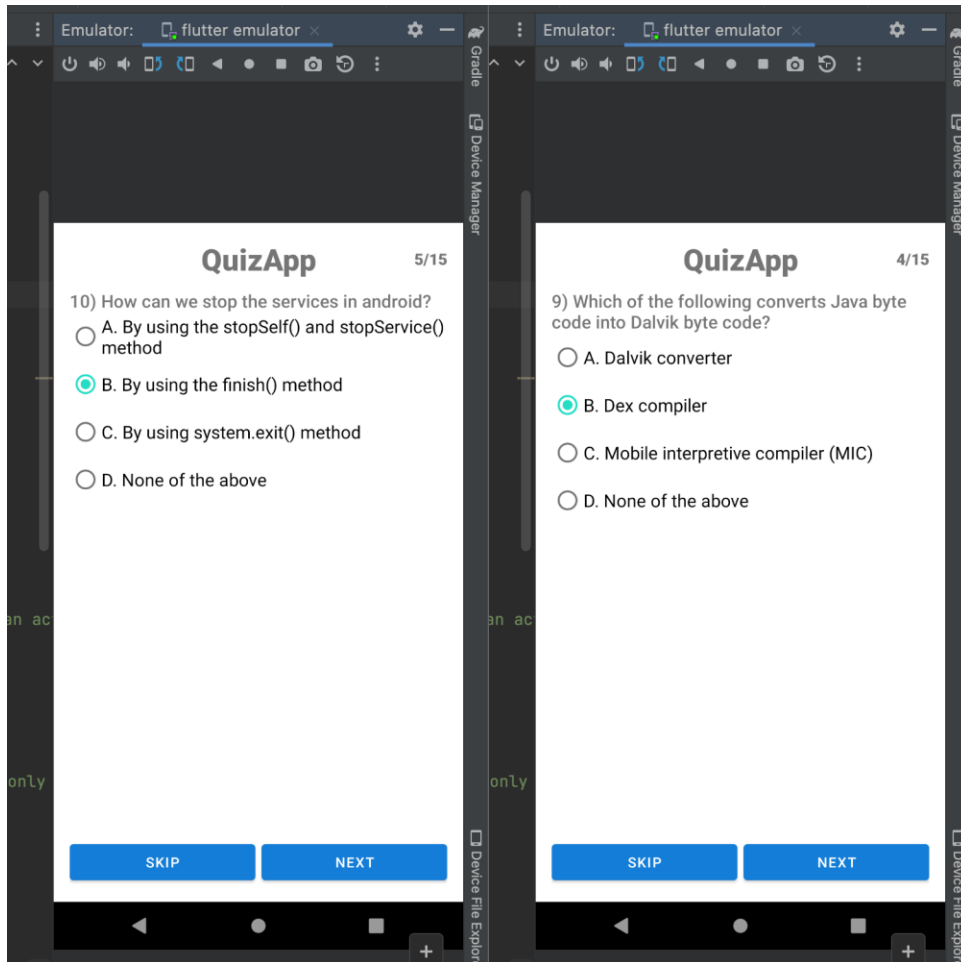 Emulator: flutter emulator
Gradle
Device Manager
QuizApp
5/15
10) How can we stop the services in android?
A. By using the stopSelf() and stopService()
method
B. By using the finish() method
C. By using system.exit() method
D. None of the above
an ac
only
SKIP
NEXT
Device File Explor
+
Emulator: flutter emulator
Gradle
Device Manager
QuizApp
4/15
9) Which of the following converts Java byte
code into Dalvik byte code?
A. Dalvik converter
B. Dex compiler
C. Mobile interpretive compiler (MIC)
D. None of the above
an ac
only
SKIP
NEXT
Device File Explor
+